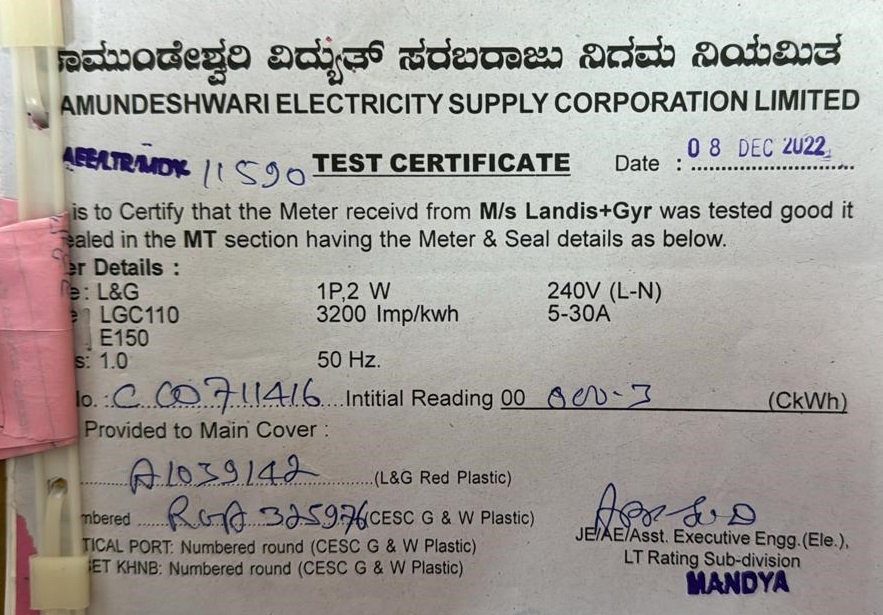 ಚಾಮುಂಡೇಶ್ವರಿ ವಿದ್ಯುತ್ ಸರಬರಾಜು ನಿಗಮ ನಿಯಮಿತ
AMUNDESHWARI ELECTRICITY SUPPLY CORPORATION LIMITED
AEE/LTR/MDK 11590 TEST CERTIFICATE Date : 08 DEC 2022
is to Certify that the Meter receivd from M/s Landis+Gyr was tested good it
ealed in the MT section having the Meter & Seal details as below.
er Details :
e: L&G 1P,2 W 240V (L-N)
e LGC110 3200 Imp/kwh 5-30A
E150
s: 1.0 50 Hz.
lo. : C00711416 Intitial Reading 00 (CkWh)
Provided to Main Cover :
A1039142 (L&G Red Plastic)
mbered 325976 (CESC G & W Plastic)
TICAL PORT: Numbered round (CESC G & W Plastic)
ET KHNB: Numbered round (CESC G & W Plastic)
JE/AE/Asst. Executive Engg.(Ele.),
LT Rating Sub-division
MANDYA